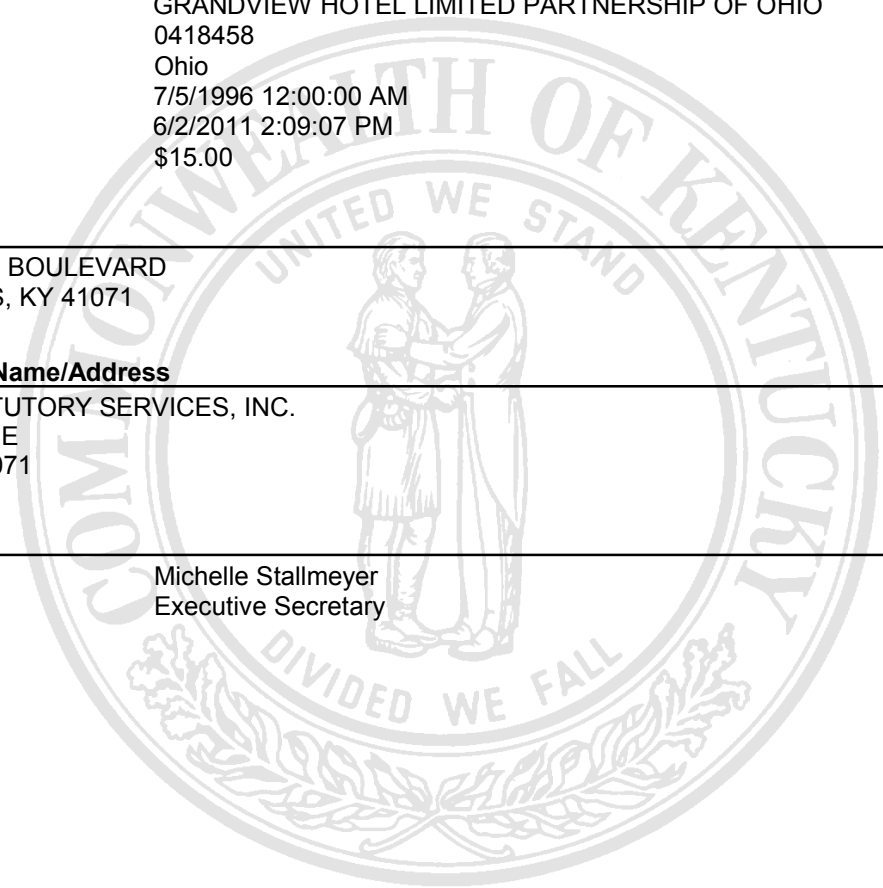 GRANDVIEW HOTEL LIMITED PARTNERSHIP OF OHIO
0418458
Ohio
7/5/1996 12:00:00 AM
6/2/2011 2:09:07 PM
$15.00
BOULEVARD
S, KY 41071
Name/Address
TUTORY SERVICES, INC.
E
071
Michelle Stallmeyer
Executive Secretary
COMMONWEALTH OF KENTUCKY
UNITED WE STAND
DIVIDED WE FALL